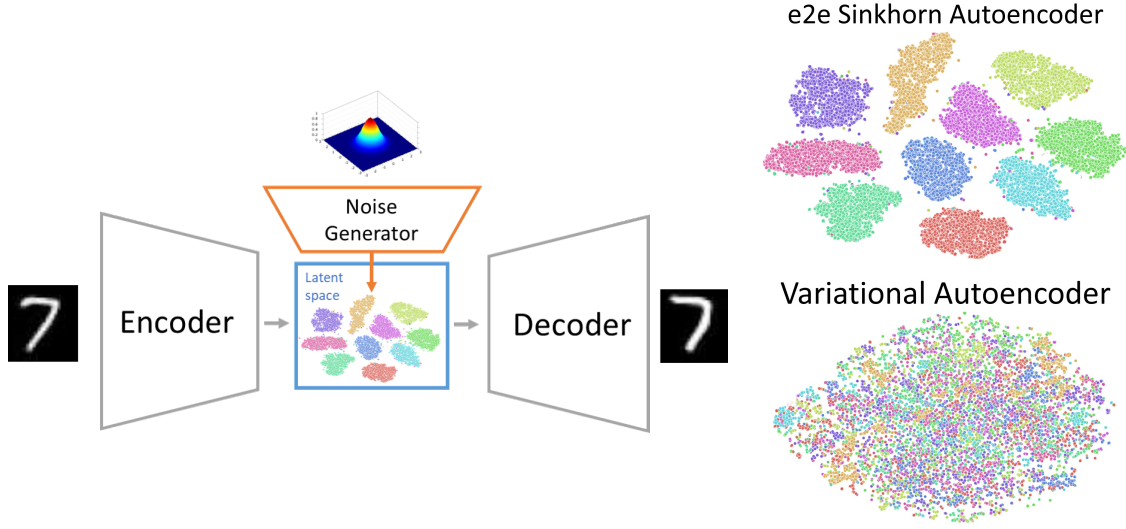 e2e Sinkhorn Autoencoder
Noise
Generator
Latent
space
Encoder
Decoder
Variational Autoencoder